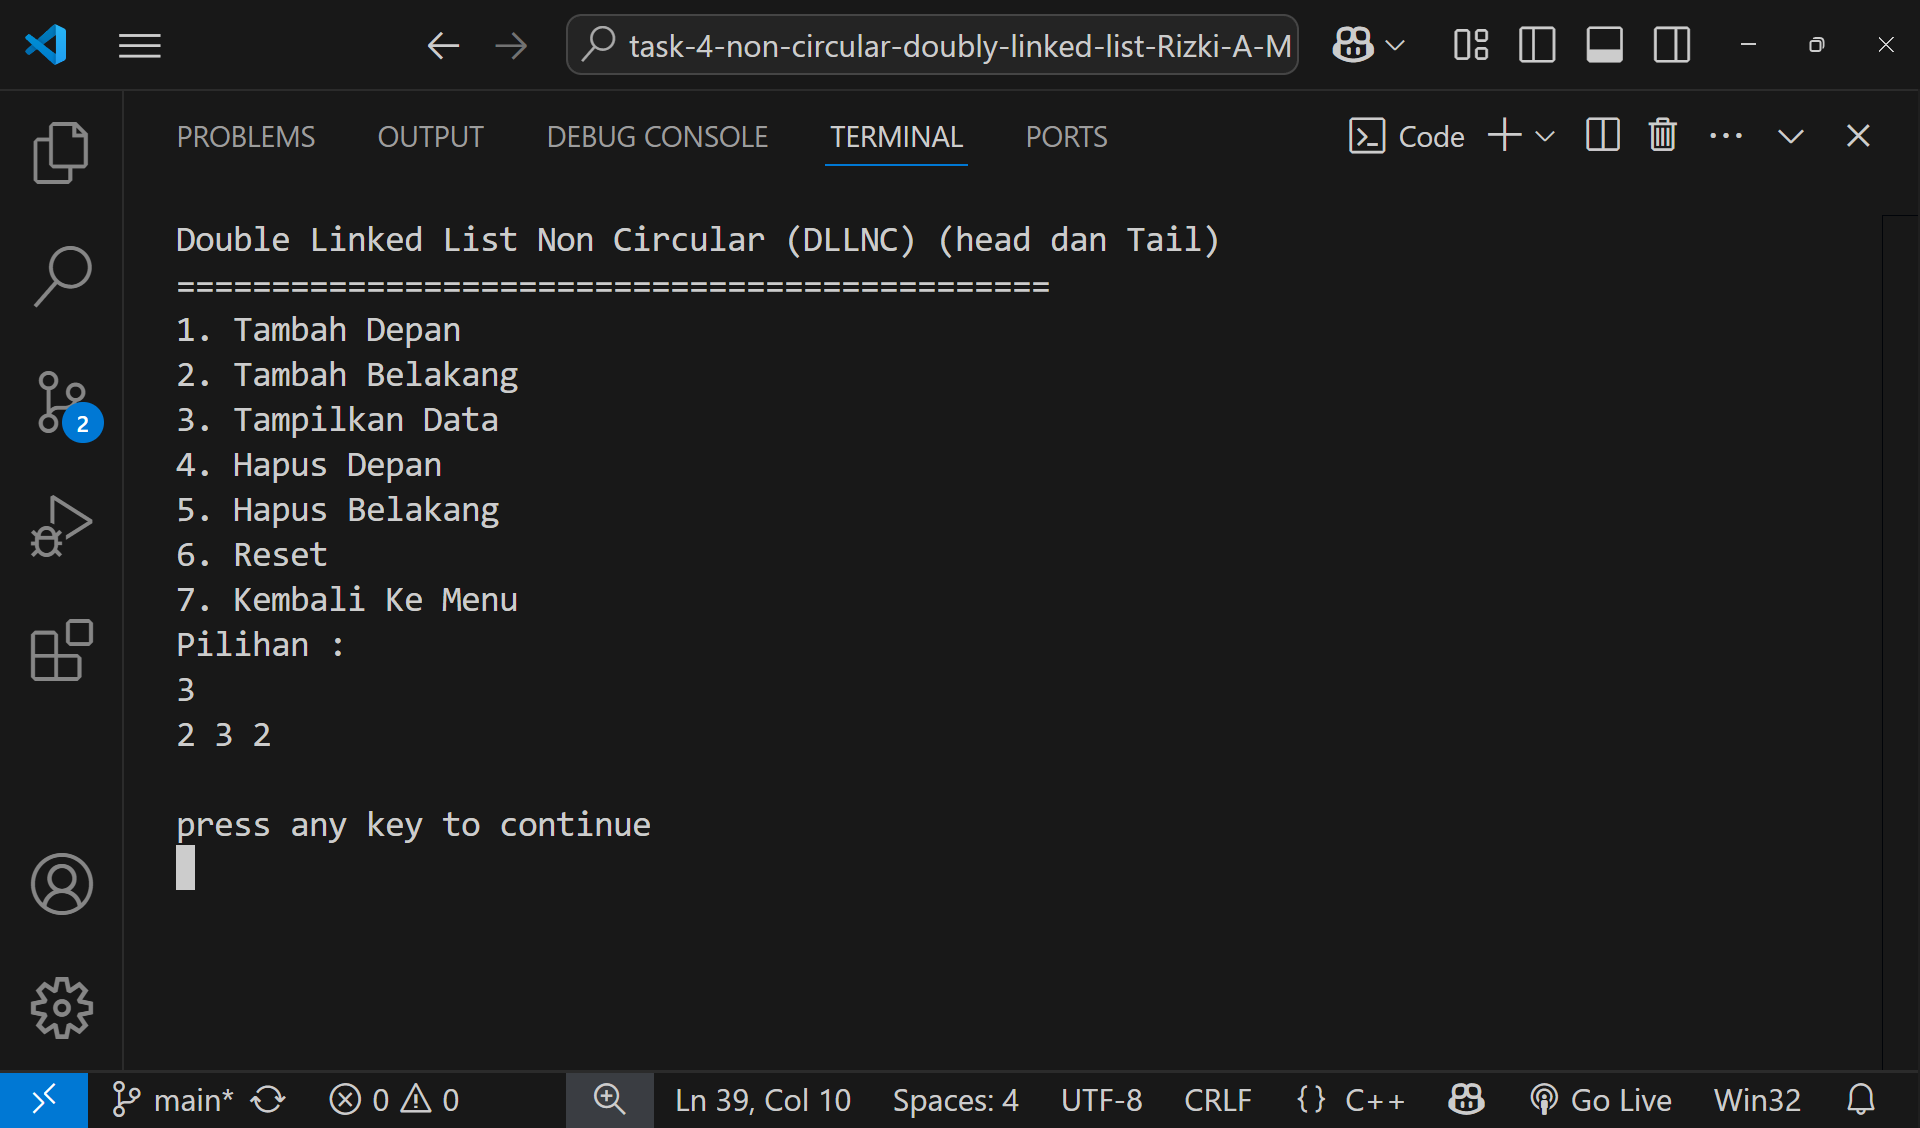 task-4-non-circular-doubly-linked-list-Rizki-A-M
PROBLEMS OUTPUT DEBUG CONSOLE TERMINAL PORTS Code
Double Linked List Non Circular (DLLNC) (head dan Tail)
==============================================
1. Tambah Depan
2. Tambah Belakang
3. Tampilkan Data
4. Hapus Depan
5. Hapus Belakang
6. Reset
7. Kembali Ke Menu
Pilihan :
3
2 3 2
press any key to continue
2
main* 0 0 Ln 39, Col 10 Spaces: 4 UTF-8 CRLF {} C++ Go Live Win32